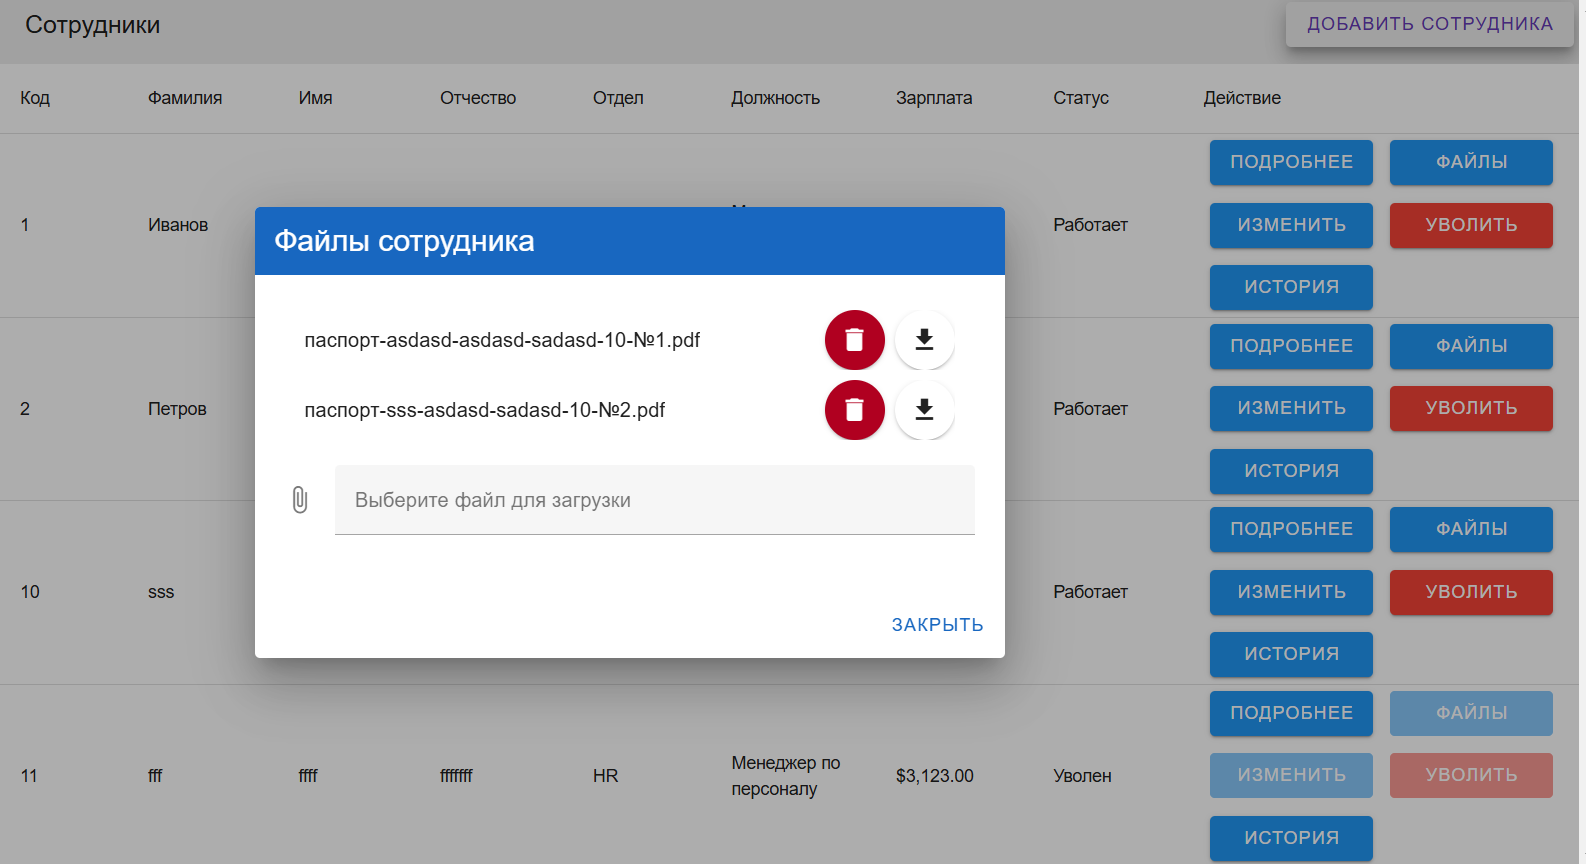 Сотрудники
ДОБАВИТЬ СОТРУДНИКА
Код Фамилия Имя Отчество Отдел Должность Зарплата Статус Действие
ПОДРОБНЕЕ ФАЙЛЫ
1 Иванов Работает ИЗМЕНИТЬ УВОЛИТЬ
ИСТОРИЯ
ПОДРОБНЕЕ ФАЙЛЫ
2 Петров Работает ИЗМЕНИТЬ УВОЛИТЬ
ИСТОРИЯ
ПОДРОБНЕЕ ФАЙЛЫ
10 sss Работает ИЗМЕНИТЬ УВОЛИТЬ
ИСТОРИЯ
ПОДРОБНЕЕ ФАЙЛЫ
11 fff ffff fffffff HR Менеджер по персоналу $3,123.00 Уволен ИЗМЕНИТЬ УВОЛИТЬ
ИСТОРИЯ
Файлы сотрудника
паспорт-asdasd-asdasd-sadasd-10-№1.pdf
паспорт-sss-asdasd-sadasd-10-№2.pdf
Выберите файл для загрузки
ЗАКРЫТЬ